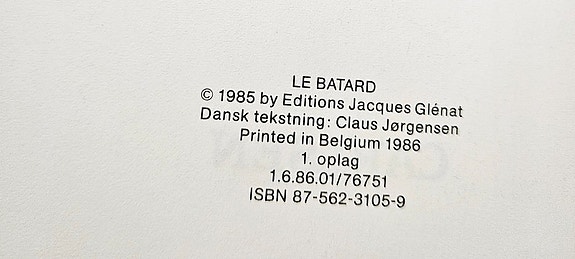 LE BATARD
© 1985 by Editions Jacques Glénat
Dansk tekstning: Claus Jørgensen
Printed in Belgium 1986
1. oplag
1.6.86.01/76751
ISBN 87-562-3105-9